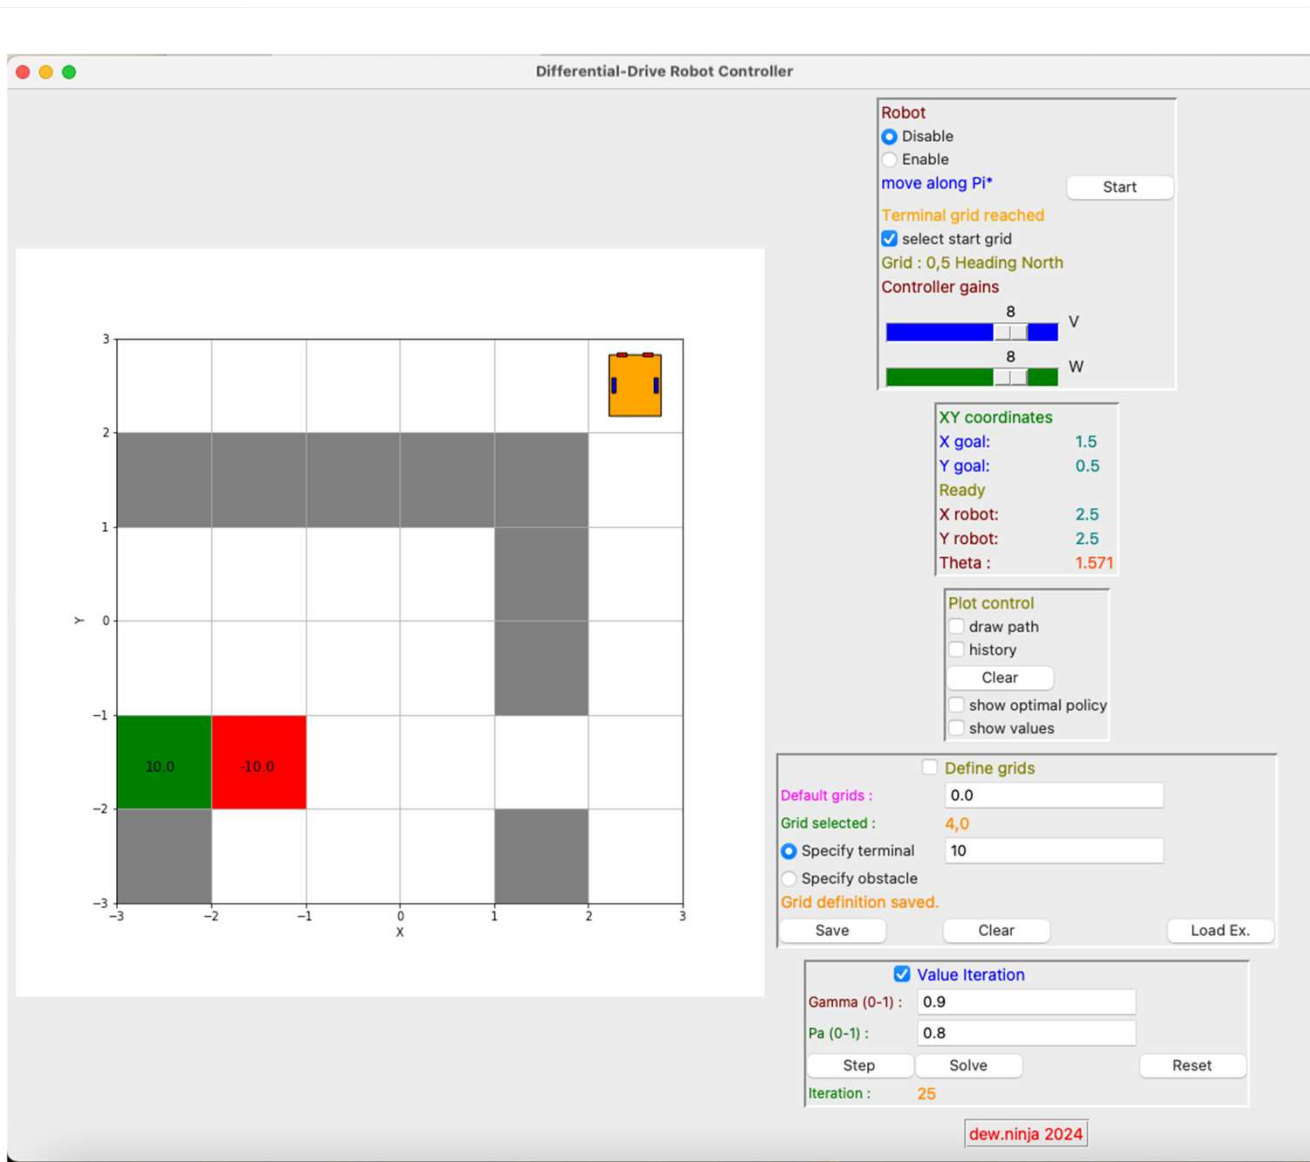 Differential-Drive Robot Controller
Robot
Disable
Enable
move along Pi*
Start
Terminal grid reached
select start grid
Grid : 0,5 Heading North
Controller gains
8
V
8
W
XY coordinates
X goal: 1.5
Y goal: 0.5
Ready
X robot: 2.5
Y robot: 2.5
Theta : 1.571
Plot control
draw path
history
Clear
show optimal policy
show values
3
2
1
0
−1
−2
−3
Y
10.0 -10.0
−3 −2 −1 0 1 2 3
X
Define grids
Default grids : 0.0
Grid selected : 4,0
Specify terminal 10
Specify obstacle
Grid definition saved.
Save Clear Load Ex.
Value Iteration
Gamma (0-1) : 0.9
Pa (0-1) : 0.8
Step Solve Reset
Iteration : 25
dew.ninja 2024